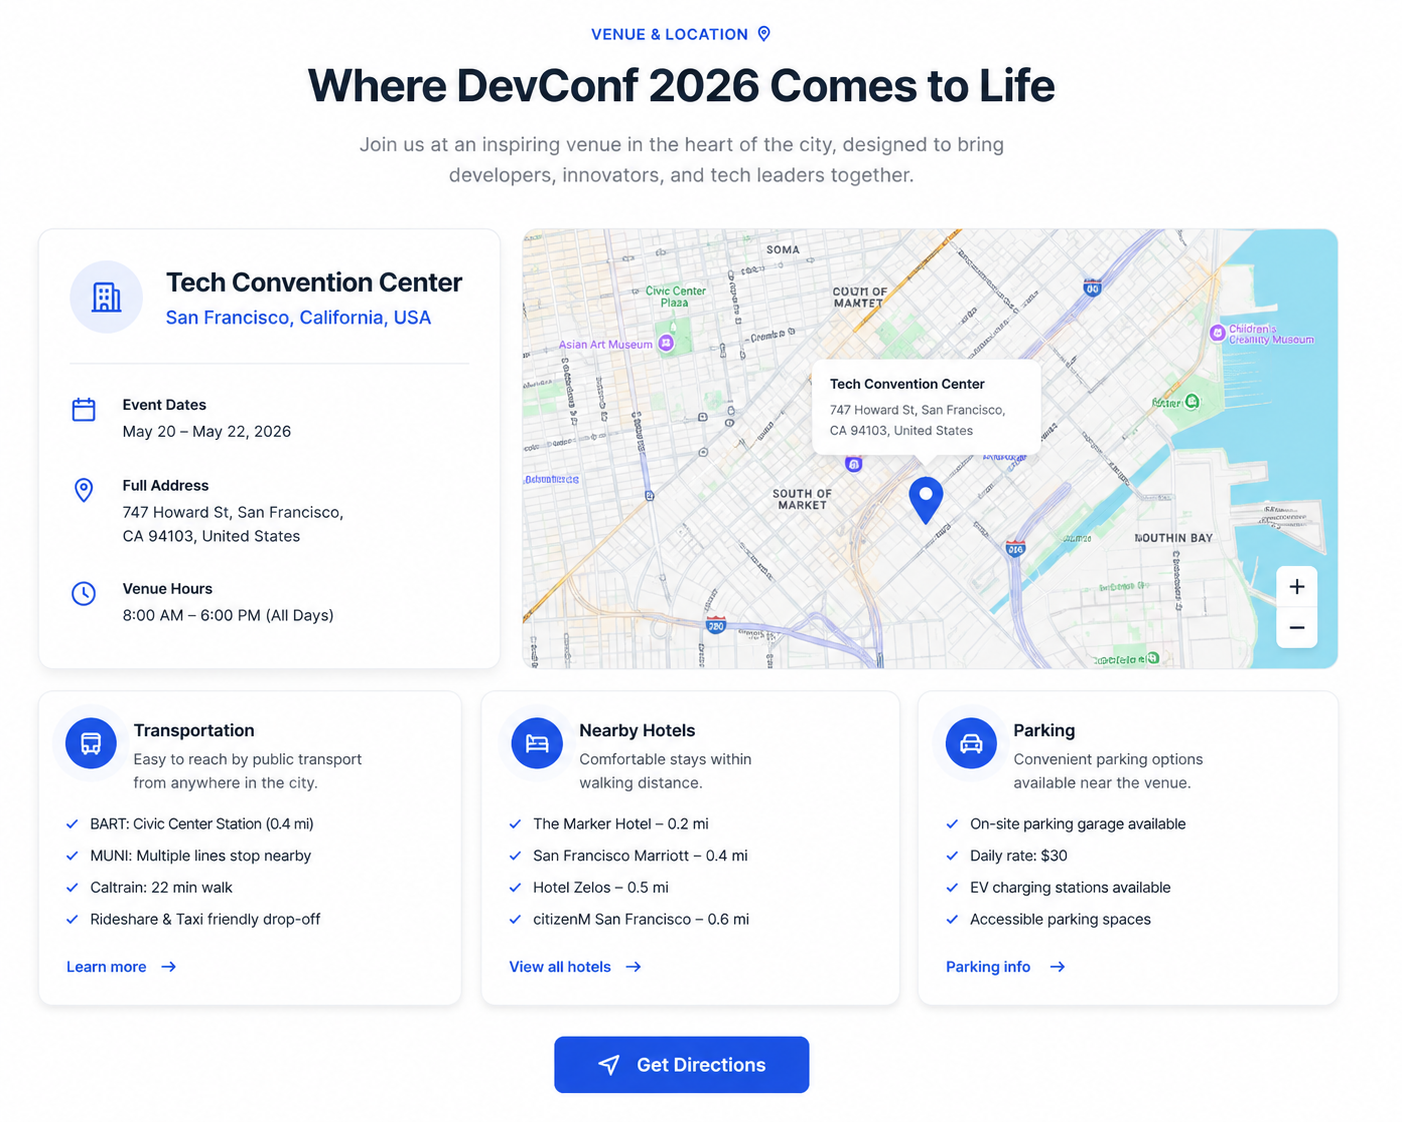 VENUE & LOCATION
Where DevConf 2026 Comes to Life
Join us at an inspiring venue in the heart of the city, designed to bring
developers, innovators, and tech leaders together.
Tech Convention Center
San Francisco, California, USA
Event Dates
May 20 – May 22, 2026
Full Address
747 Howard St, San Francisco,
CA 94103, United States
Venue Hours
8:00 AM – 6:00 PM (All Days)
SOMA
Civic Center
Plaza
Asian Art Museum
Children's
Museum
Tech Convention Center
747 Howard St, San Francisco,
CA 94103, United States
SOUTH OF
MARKET
MOUTHIN BAY
+
−
Transportation
Easy to reach by public transport
from anywhere in the city.
BART: Civic Center Station (0.4 mi)
MUNI: Multiple lines stop nearby
Caltrain: 22 min walk
Rideshare & Taxi friendly drop-off
Learn more →
Nearby Hotels
Comfortable stays within
walking distance.
The Marker Hotel – 0.2 mi
San Francisco Marriott – 0.4 mi
Hotel Zelos – 0.5 mi
citizenM San Francisco – 0.6 mi
View all hotels →
Parking
Convenient parking options
available near the venue.
On-site parking garage available
Daily rate: $30
EV charging stations available
Accessible parking spaces
Parking info →
Get Directions